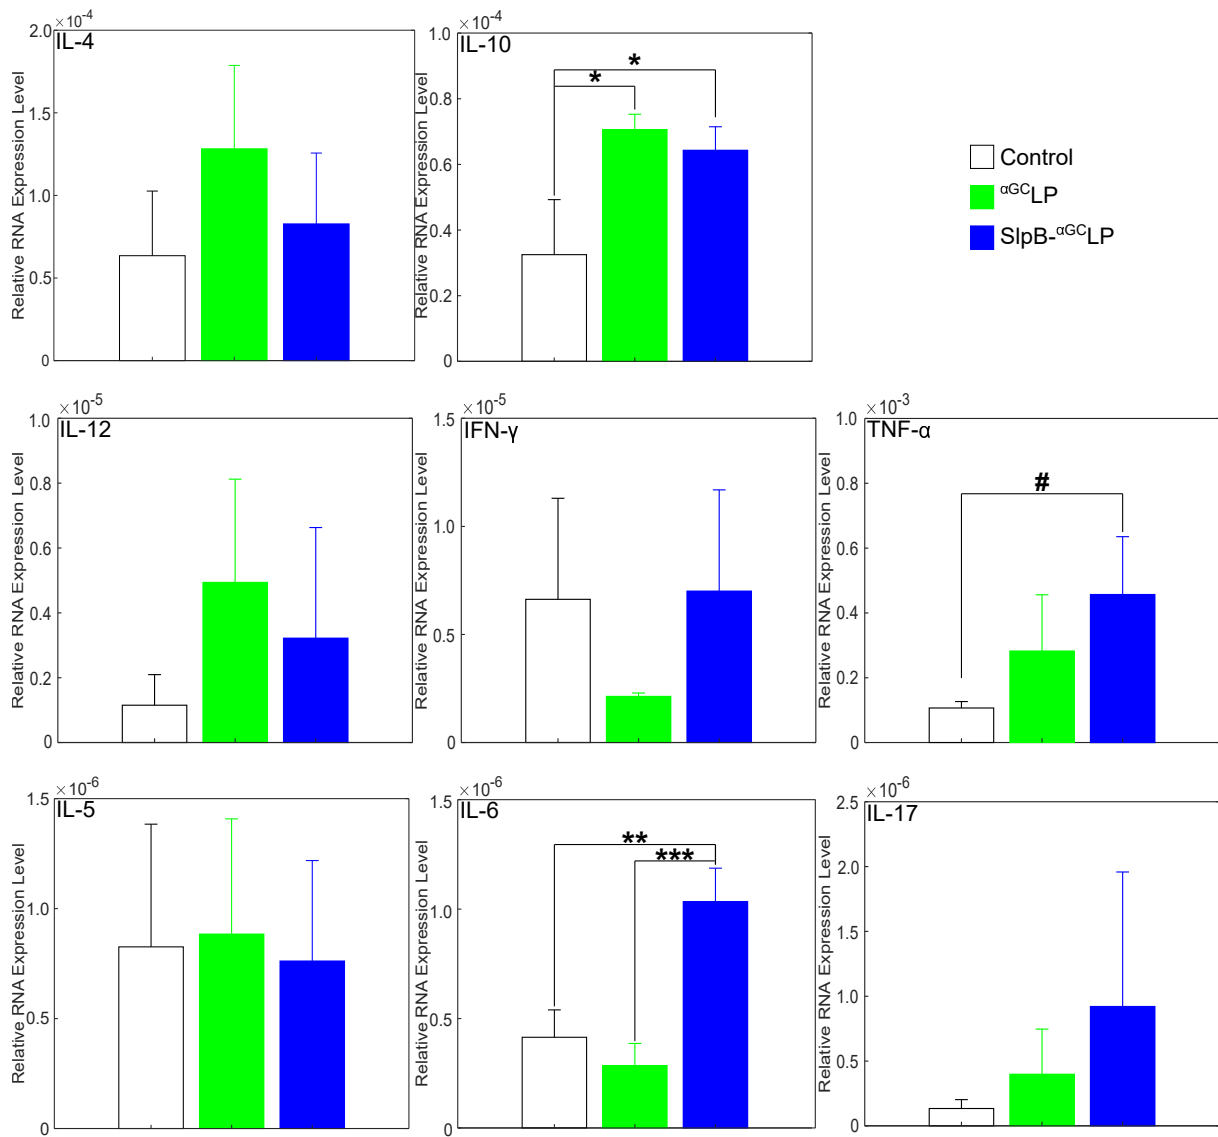 ×10-4
IL-4
Relative RNA Expression Level
2.0
1.5
1.0
0.5
0
×10-4
IL-10
Relative RNA Expression Level
1.0
0.8
0.6
0.4
0.2
0
*
*
Control
αGCLP
SlpB-αGCLP
×10-5
IL-12
Relative RNA Expression Level
1.0
0.8
0.6
0.4
0.2
0
×10-5
IFN-γ
Relative RNA Expression Level
1.5
1.0
0.5
0
×10-3
TNF-α
Relative RNA Expression Level
1.0
0.8
0.6
0.4
0.2
0
#
×10-6
IL-5
Relative RNA Expression Level
1.5
1.0
0.5
0
×10-6
IL-6
Relative RNA Expression Level
1.5
1.0
0.5
0
**
***
×10-6
IL-17
Relative RNA Expression Level
2.5
2.0
1.5
1.0
0.5
0